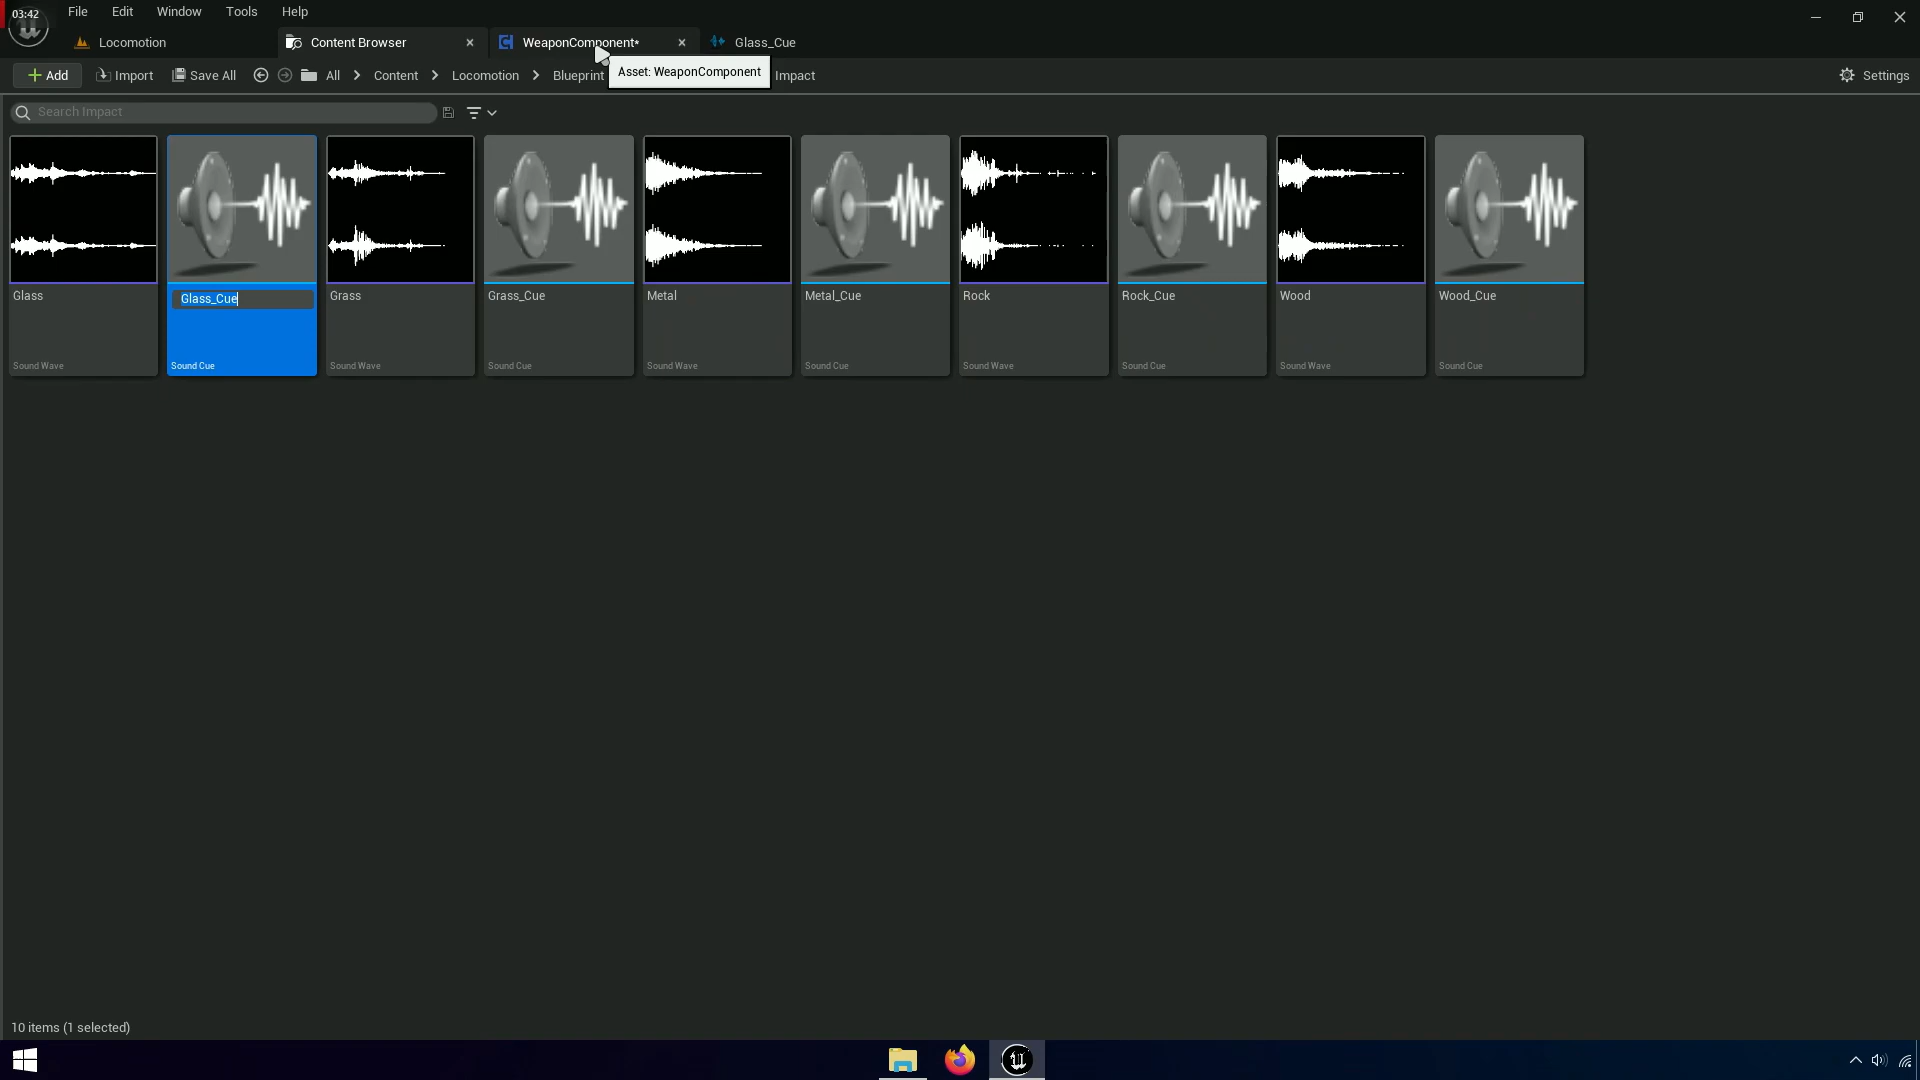 03:42
File Edit Window Tools Help
Locomotion Content Browser WeaponComponent* Glass_Cue
Asset: WeaponComponent
Add Import Save All All Content Locomotion Blueprint Impact Settings
Search Impact
Glass Glass_Cue Grass Grass_Cue Metal Metal_Cue Rock Rock_Cue Wood Wood_Cue
Sound Wave Sound Cue Sound Wave Sound Cue Sound Wave Sound Cue Sound Wave Sound Cue Sound Wave Sound Cue
10 items (1 selected)